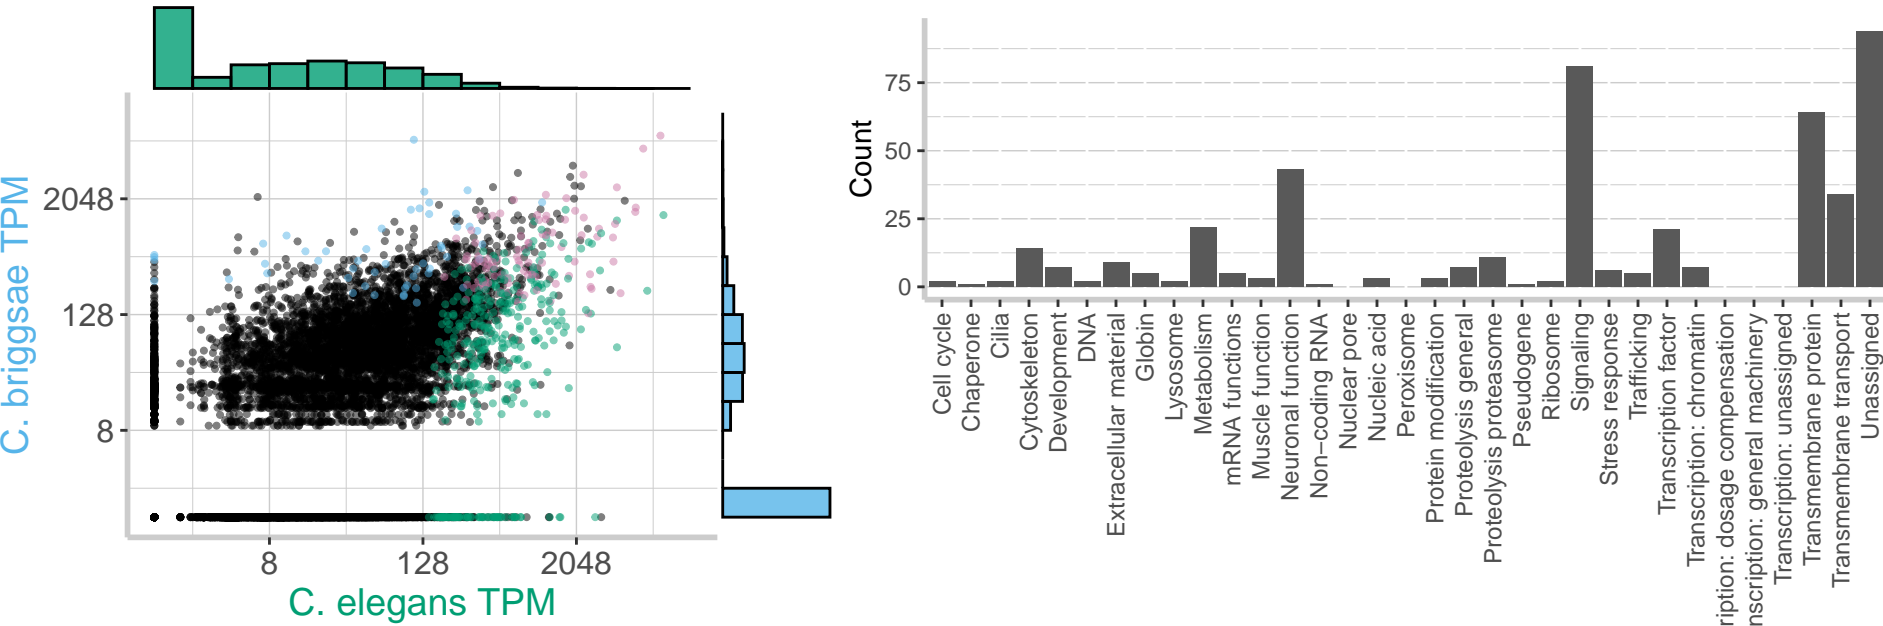 C. briggsae TPM
2048
128
8
8
128
2048
C. elegans TPM
Count
75
50
25
0
Cell cycle
Chaperone
Cilia
Cytoskeleton
Development
DNA
Extracellular material
Globin
Lysosome
Metabolism
mRNA functions
Muscle function
Neuronal function
Non−coding RNA
Nuclear pore
Nucleic acid
Peroxisome
Protein modification
Proteolysis general
Proteolysis proteasome
Pseudogene
Ribosome
Signaling
Stress response
Trafficking
Transcription factor
Transcription: chromatin
ription: dosage compensation
nscription: general machinery
Transcription: unassigned
Transmembrane protein
Transmembrane transport
Unassigned